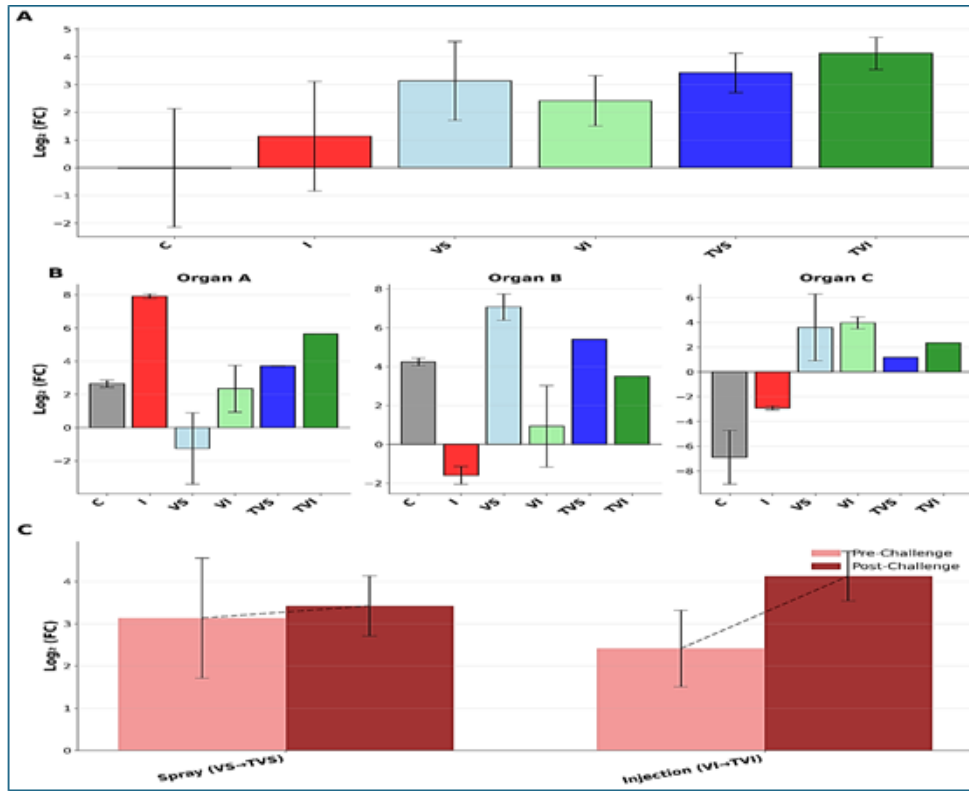 A
Log₂ (FC)
5
4
3
2
1
0
−1
−2
C
I
VS
VI
TVS
TVI
B
Organ A
Log₂ (FC)
8
6
4
2
0
−2
C
I
VS
VI
TVS
TVI
Organ B
8
6
4
2
0
−2
C
I
VS
VI
TVS
TVI
Organ C
6
4
2
0
−2
−4
−6
−8
C
I
VS
VI
TVS
TVI
C
Log₂ (FC)
4
3
2
1
0
Pre-Challenge
Post-Challenge
Spray (VS→TVS)
Injection (VI→TVI)